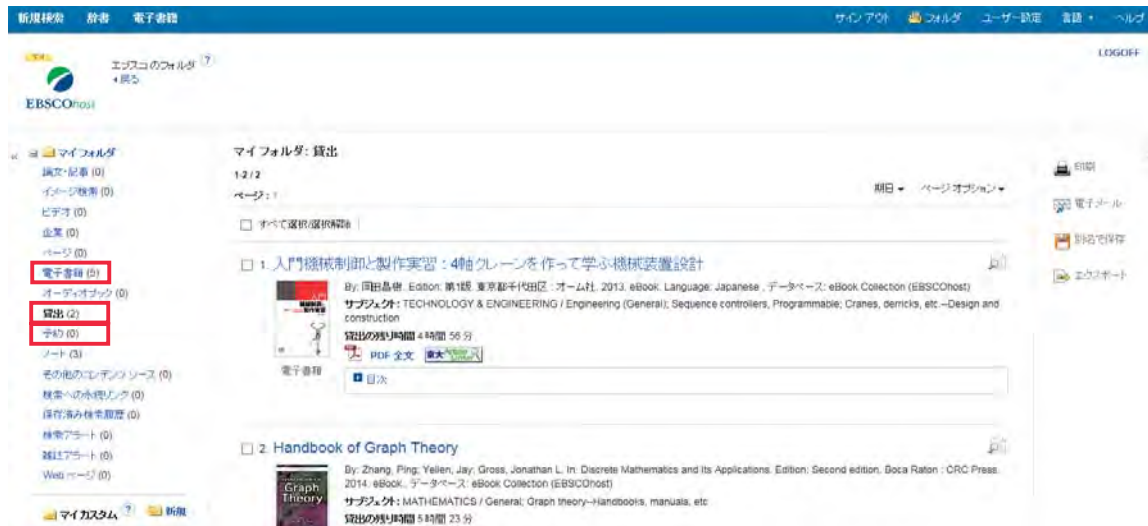 新規検索 辞書 電子書籍
サインアウト フォルダ ユーザー設定 言語 ヘルプ
LOGOFF
エブスコのフォルダ ?
戻る
EBSCOhost
マイフォルダ
論文・記事 (0)
イメージ検索 (0)
ビデオ (0)
企業 (0)
ページ (0)
電子書籍 (5)
オーディオブック (0)
貸出 (2)
予約 (0)
ノート (3)
その他のコンテンツ ソース (0)
検索への永続リンク (0)
保存済み検索履歴 (0)
検索アラート (0)
雑誌アラート (0)
Web ページ (0)
マイ カスタム ? 新規
マイ フォルダ: 貸出
1-2 / 2
ページ: 1
期日 ページ オプション
すべて選択/選択解除
1. 入門機械制御と製作実習 : 4軸クレーンを作って学ぶ機械装置設計
By: 岡田昌樹. Edition: 第1版. 東京都千代田区 : オーム社. 2013. eBook. Language: Japanese , データベース: eBook Collection (EBSCOhost)
サブジェクト: TECHNOLOGY & ENGINEERING / Engineering (General); Sequence controllers, Programmable; Cranes, derricks, etc.--Design and
construction
貸出の残り時間 4 時間 56 分
PDF 全文 東大
電子書籍
目次
2. Handbook of Graph Theory
By: Zhang, Ping; Yellen, Jay; Gross, Jonathan L. In: Discrete Mathematics and Its Applications. Edition: Second edition. Boca Raton : CRC Press.
2014. eBook., データベース: eBook Collection (EBSCOhost)
Graph
Theory
サブジェクト: MATHEMATICS / General; Graph theory--Handbooks, manuals, etc
貸出の残り時間 5 時間 23 分
印刷
電子メール
別名で保存
エクスポート